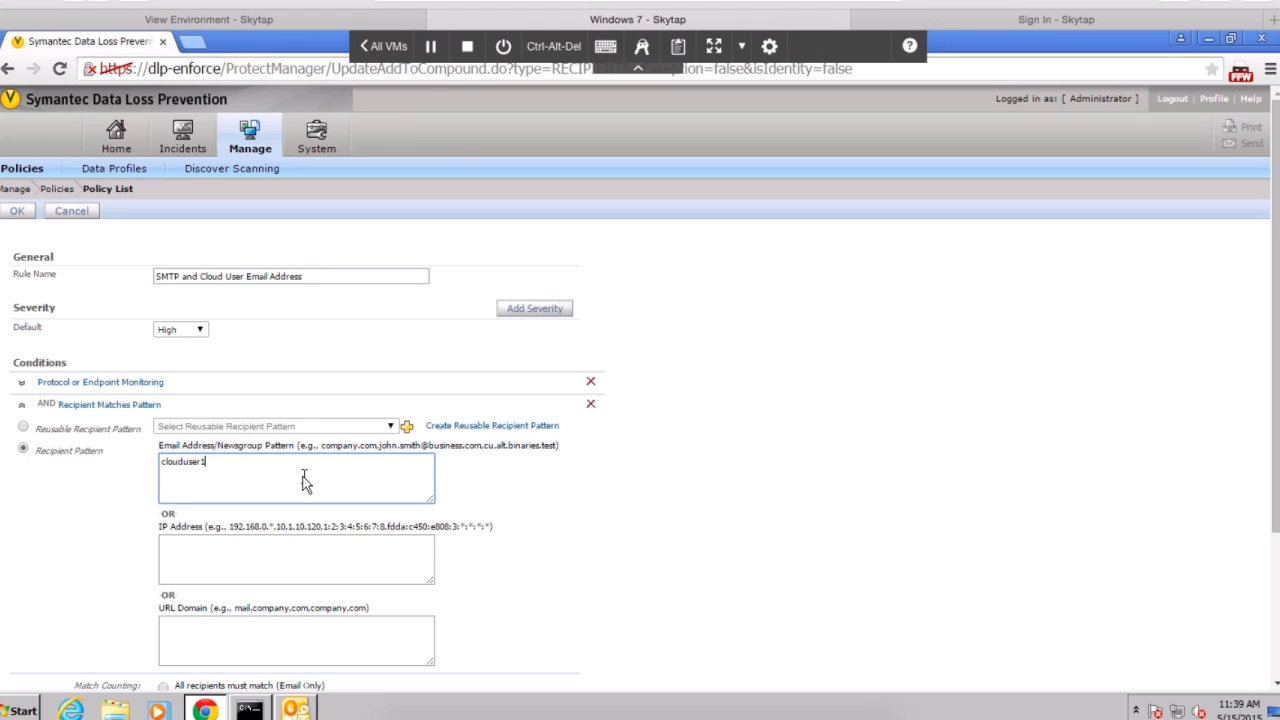 View Environment - Skytap
Windows 7 - Skytap
Sign In - Skytap
Symantec Data Loss Preven
All VMs
Ctrl-Alt-Del
https://dlp-enforce/ProtectManager/UpdateAddToCompound.do?type=RECIPI
ption=false&isIdentity=false
FFW
Symantec Data Loss Prevention
Logged in as: [ Administrator ]
Logout
Profile
Help
Home
Incidents
Manage
System
Print
Send
Policies
Data Profiles
Discover Scanning
Manage
Policies
Policy List
OK
Cancel
General
Rule Name
SMTP and Cloud User Email Address
Severity
Add Severity
Default
High
Conditions
Protocol or Endpoint Monitoring
AND Recipient Matches Pattern
Reusable Recipient Pattern
Select Reusable Recipient Pattern
Create Reusable Recipient Pattern
Recipient Pattern
Email Address/Newsgroup Pattern (e.g., company.com,john.smith@business.com,cu,alt.binaries.test)
clouduser1
-OR-
IP Address (e.g., 192.168.0.*,10.1.10.120,1:2:3:4:5:6:7:8,fdda:c450:e808:3:*:*:*:*)
-OR-
URL Domain (e.g., mail.company.com,company.com)
Match Counting:
All recipients must match (Email Only)
Start
11:39 AM
5/15/2015